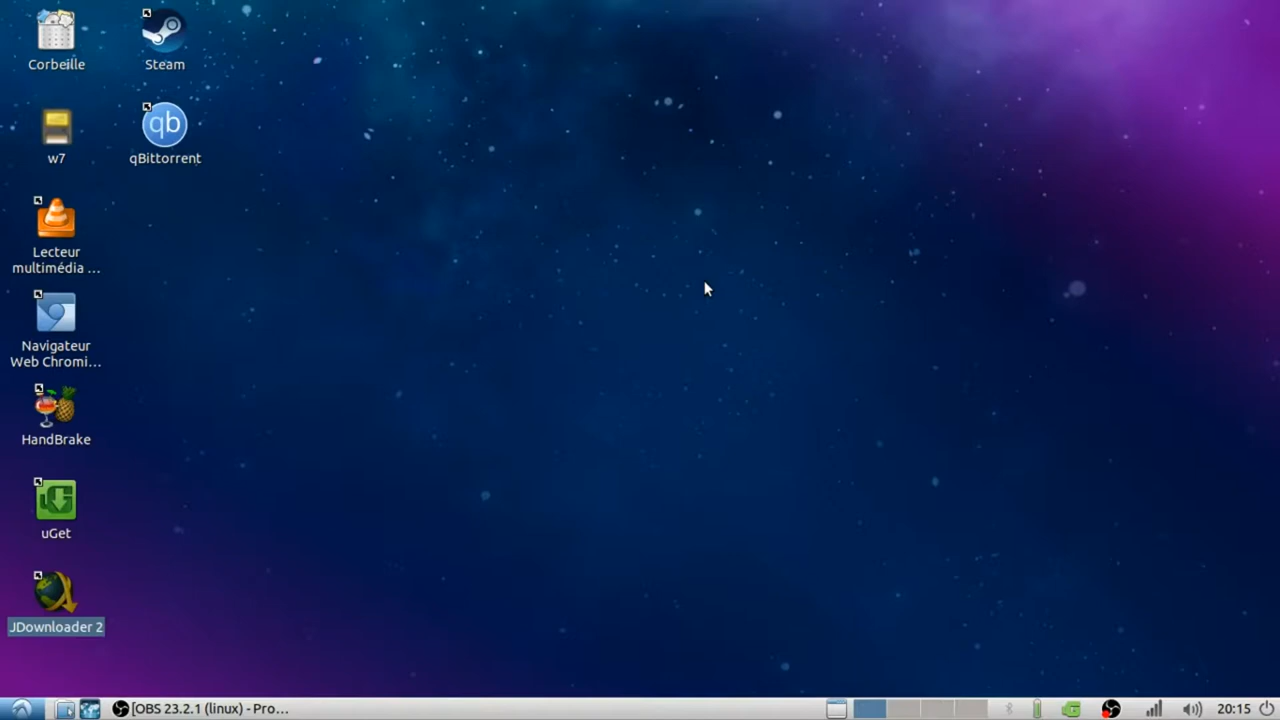 Corbeille
Steam
w7
qb
qBittorrent
Lecteur
multimédia ...
Navigateur
Web Chromi...
HandBrake
uGet
JDownloader 2
[OBS 23.2.1 (linux) - Pro...
20:15